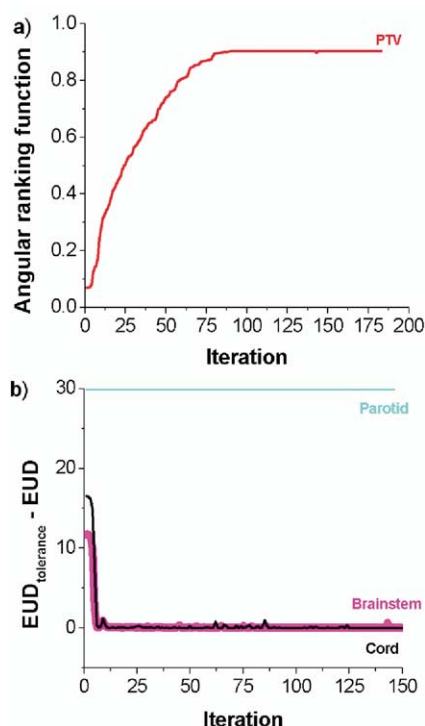 a)
Angular ranking function
1.0
0.8
0.6
0.4
0.2
0.0
PTV
0 25 50 75 100 125 150 175 200
Iteration
b)
EUDtolerance - EUD
30
20
10
0
Parotid
Brainstem
Cord
0 25 50 75 100 125 150
Iteration